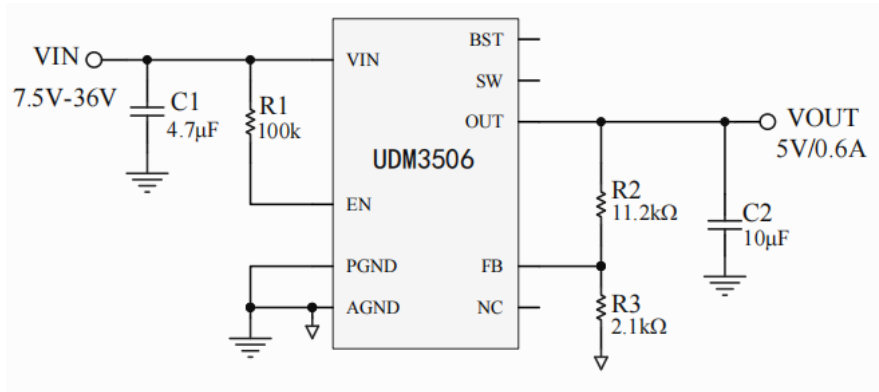 VIN
7.5V-36V
C1
4.7μF
R1
100k
VIN
EN
PGND
AGND
UDM3506
BST
SW
OUT
FB
NC
R2
11.2kΩ
R3
2.1kΩ
C2
10μF
VOUT
5V/0.6A